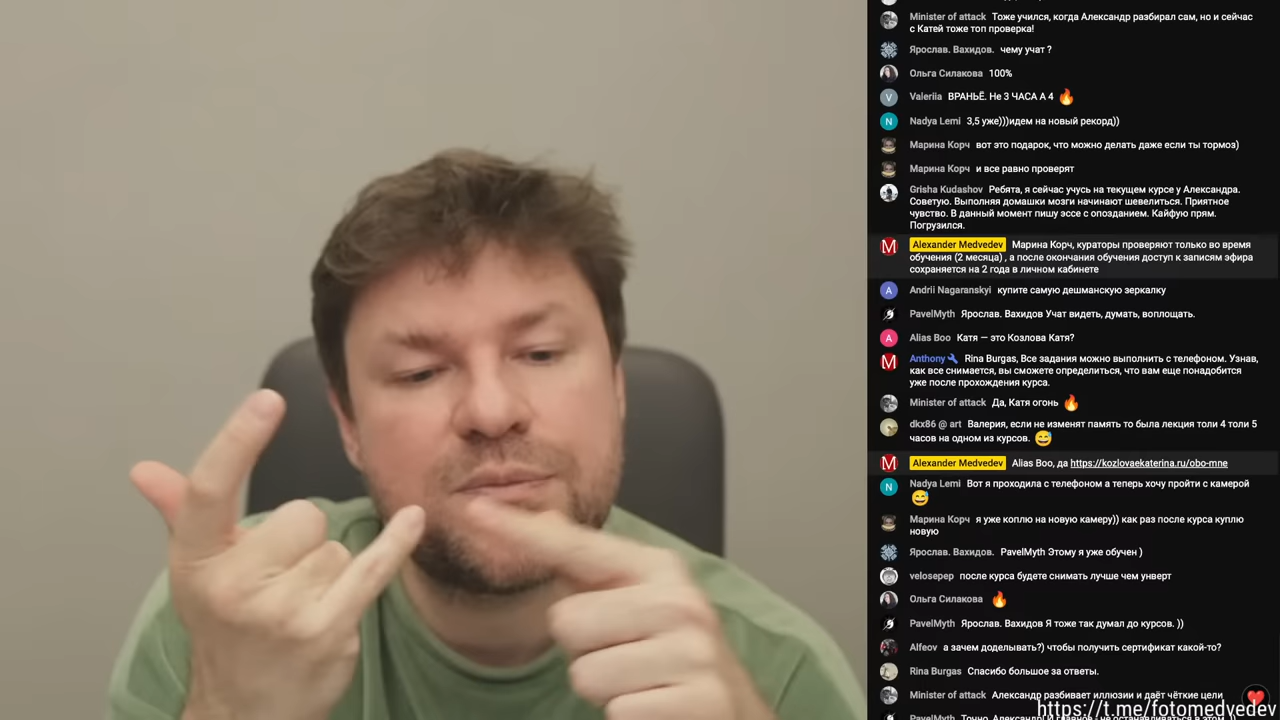 Minister of attack Тоже учился, когда Александр разбирал сам, но и сейчас
с Катей тоже топ проверка!
Ярослав. Вахидов. чему учат ?
Ольга Силакова 100%
V Valeriia ВРАНЬЁ. Не 3 ЧАСА А 4 🔥
N Nadya Lemi 3,5 уже)))идем на новый рекорд))
Марина Корч вот это подарок, что можно делать даже если ты тормоз)
Марина Корч и все равно проверят
Grisha Kudashov Ребята, я сейчас учусь на текущем курсе у Александра.
Советую. Выполняя домашки мозги начинают шевелиться. Приятное
чувство. В данный момент пишу эссе с опозданием. Кайфую прям.
Погрузился.
M Alexander Medvedev Марина Корч, кураторы проверяют только во время
обучения (2 месяца) , а после окончания обучения доступ к записям эфира
сохраняется на 2 года в личном кабинете
A Andrii Nagaranskyi купите самую дешманскую зеркалку
PavelMyth Ярослав. Вахидов Учат видеть, думать, воплощать.
A Alias Boo Катя — это Козлова Катя?
M Anthony Rina Burgas, Все задания можно выполнить с телефоном. Узнав,
как все снимается, вы сможете определиться, что вам еще понадобится
уже после прохождения курса.
Minister of attack Да, Катя огонь 🔥
dkx86 @ art Валерия, если не изменят память то была лекция толи 4 толи 5
часов на одном из курсов. 😅
M Alexander Medvedev Alias Boo, да https://kozlovaekaterina.ru/obo-mne
N Nadya Lemi Вот я проходила с телефоном а теперь хочу пройти с камерой
😅
Марина Корч я уже коплю на новую камеру)) как раз после курса куплю
новую
Ярослав. Вахидов. PavelMyth Этому я уже обучен )
velosepep после курса будете снимать лучше чем унверт
Ольга Силакова 🔥
PavelMyth Ярослав. Вахидов Я тоже так думал до курсов. ))
Alfeov а зачем доделывать?) чтобы получить сертификат какой-то?
Rina Burgas Спасибо большое за ответы.
Minister of attack Александр разбивает иллюзии и даёт чёткие цели
https://t.me/fotomedvedev